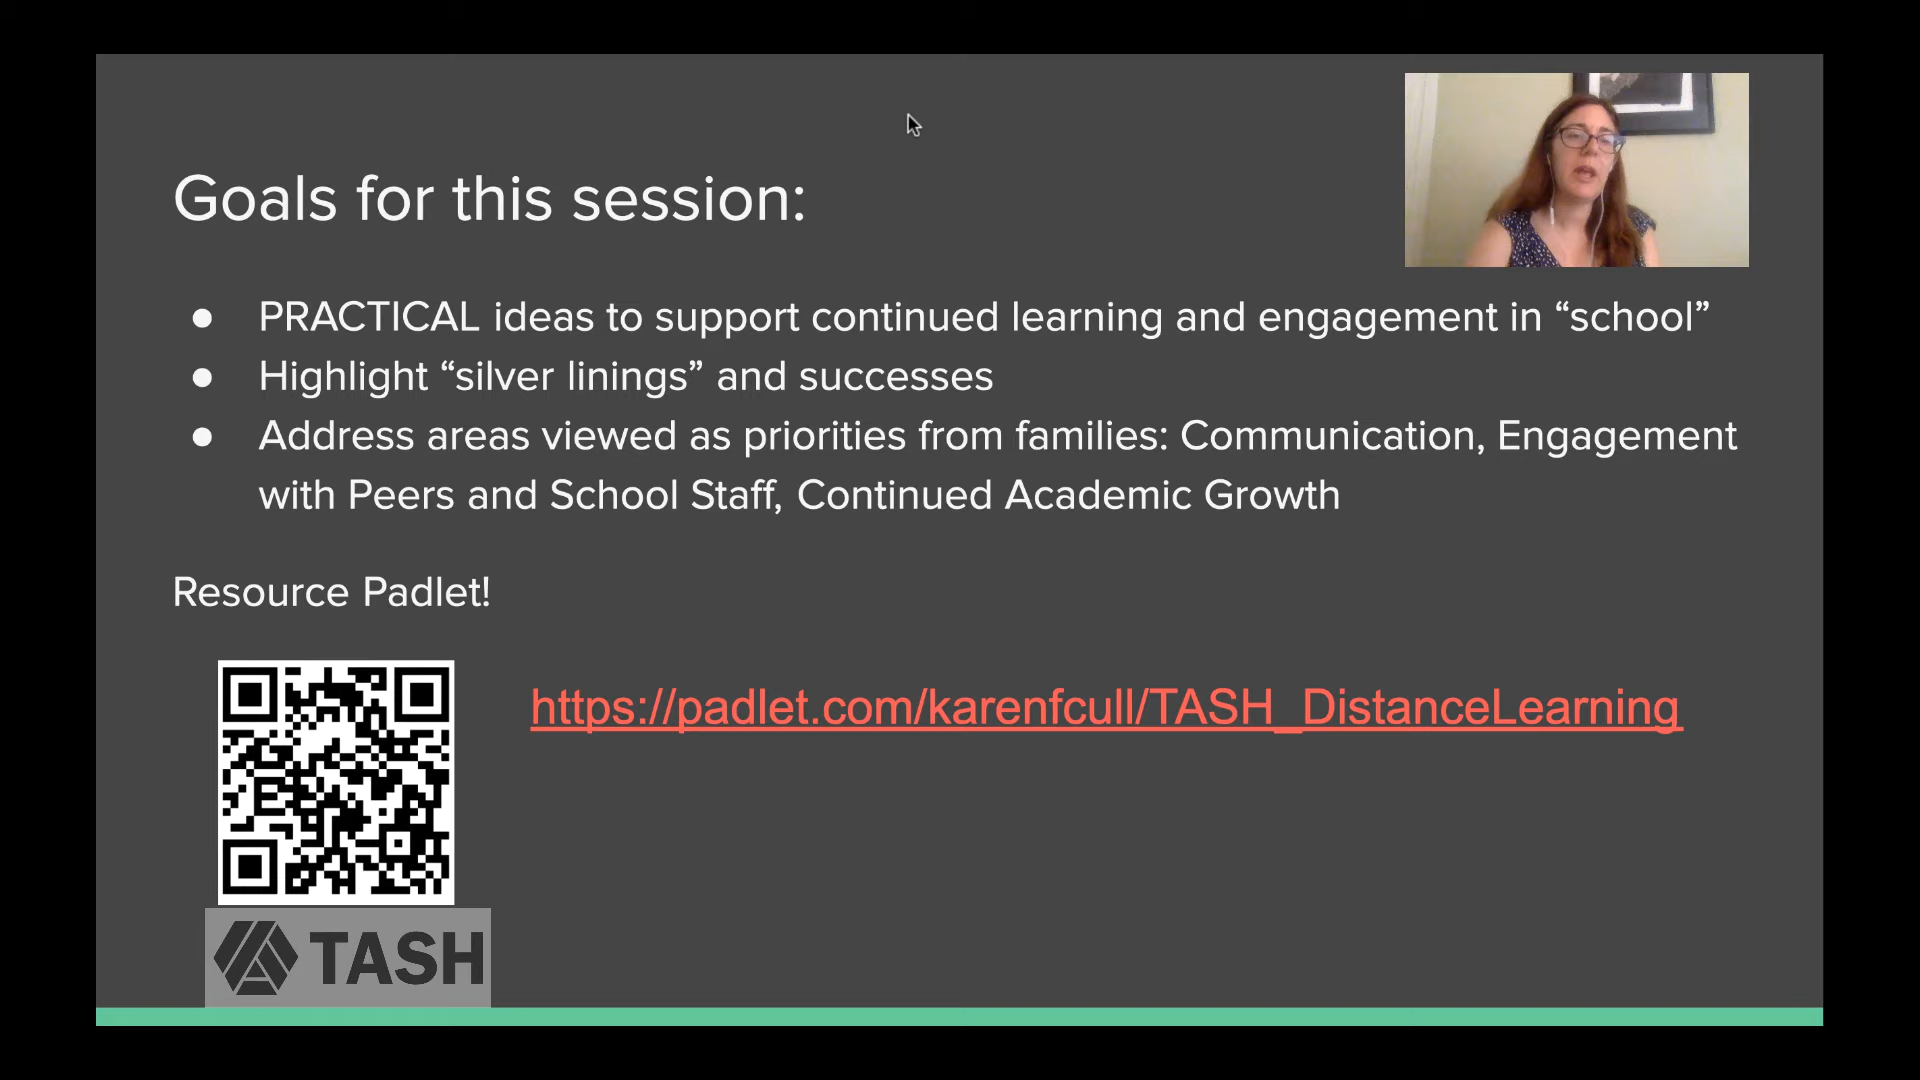 Goals for this session:
● PRACTICAL ideas to support continued learning and engagement in “school”
● Highlight “silver linings” and successes
● Address areas viewed as priorities from families: Communication, Engagement
with Peers and School Staff, Continued Academic Growth
Resource Padlet!
https://padlet.com/karenfcull/TASH_DistanceLearning
TASH